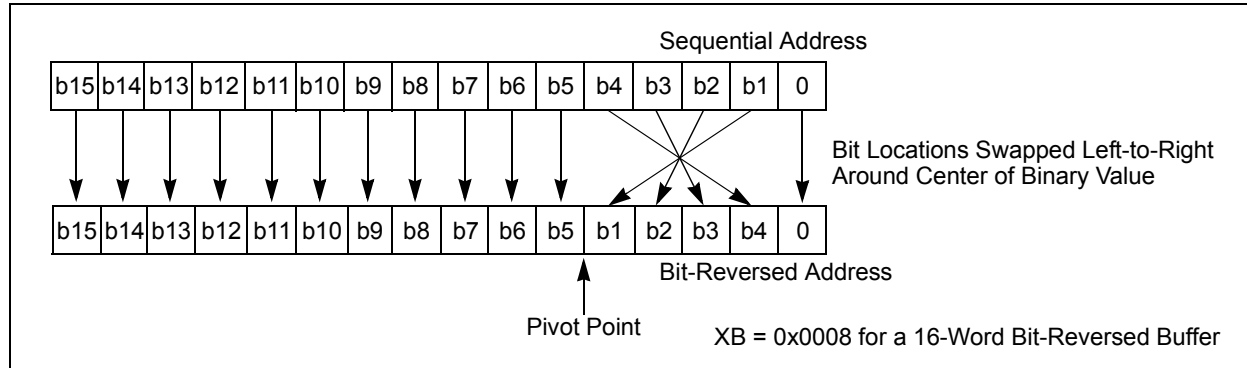 Sequential Address
b15 b14 b13 b12 b11 b10 b9 b8 b7 b6 b5 b4 b3 b2 b1 0
Bit Locations Swapped Left-to-Right
Around Center of Binary Value
b15 b14 b13 b12 b11 b10 b9 b8 b7 b6 b5 b1 b2 b3 b4 0
Bit-Reversed Address
Pivot Point
XB = 0x0008 for a 16-Word Bit-Reversed Buffer